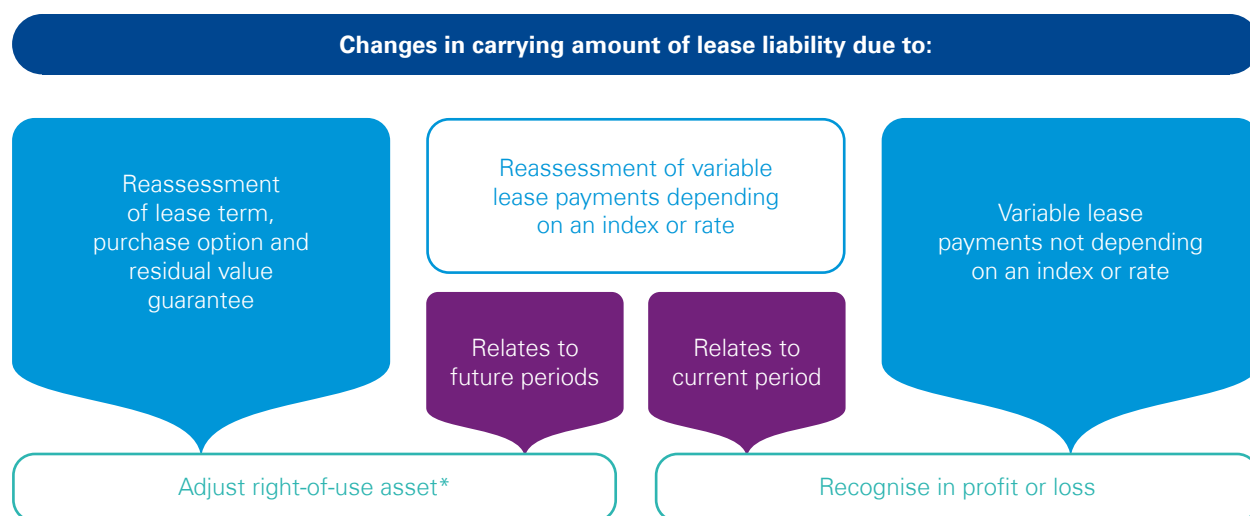 Changes in carrying amount of lease liability due to:
Reassessment
of lease term,
purchase option and
residual value
guarantee
Reassessment of variable
lease payments depending
on an index or rate
Relates to
future periods
Relates to
current period
Variable lease
payments not depending
on an index or rate
Adjust right-of-use asset*
Recognise in profit or loss